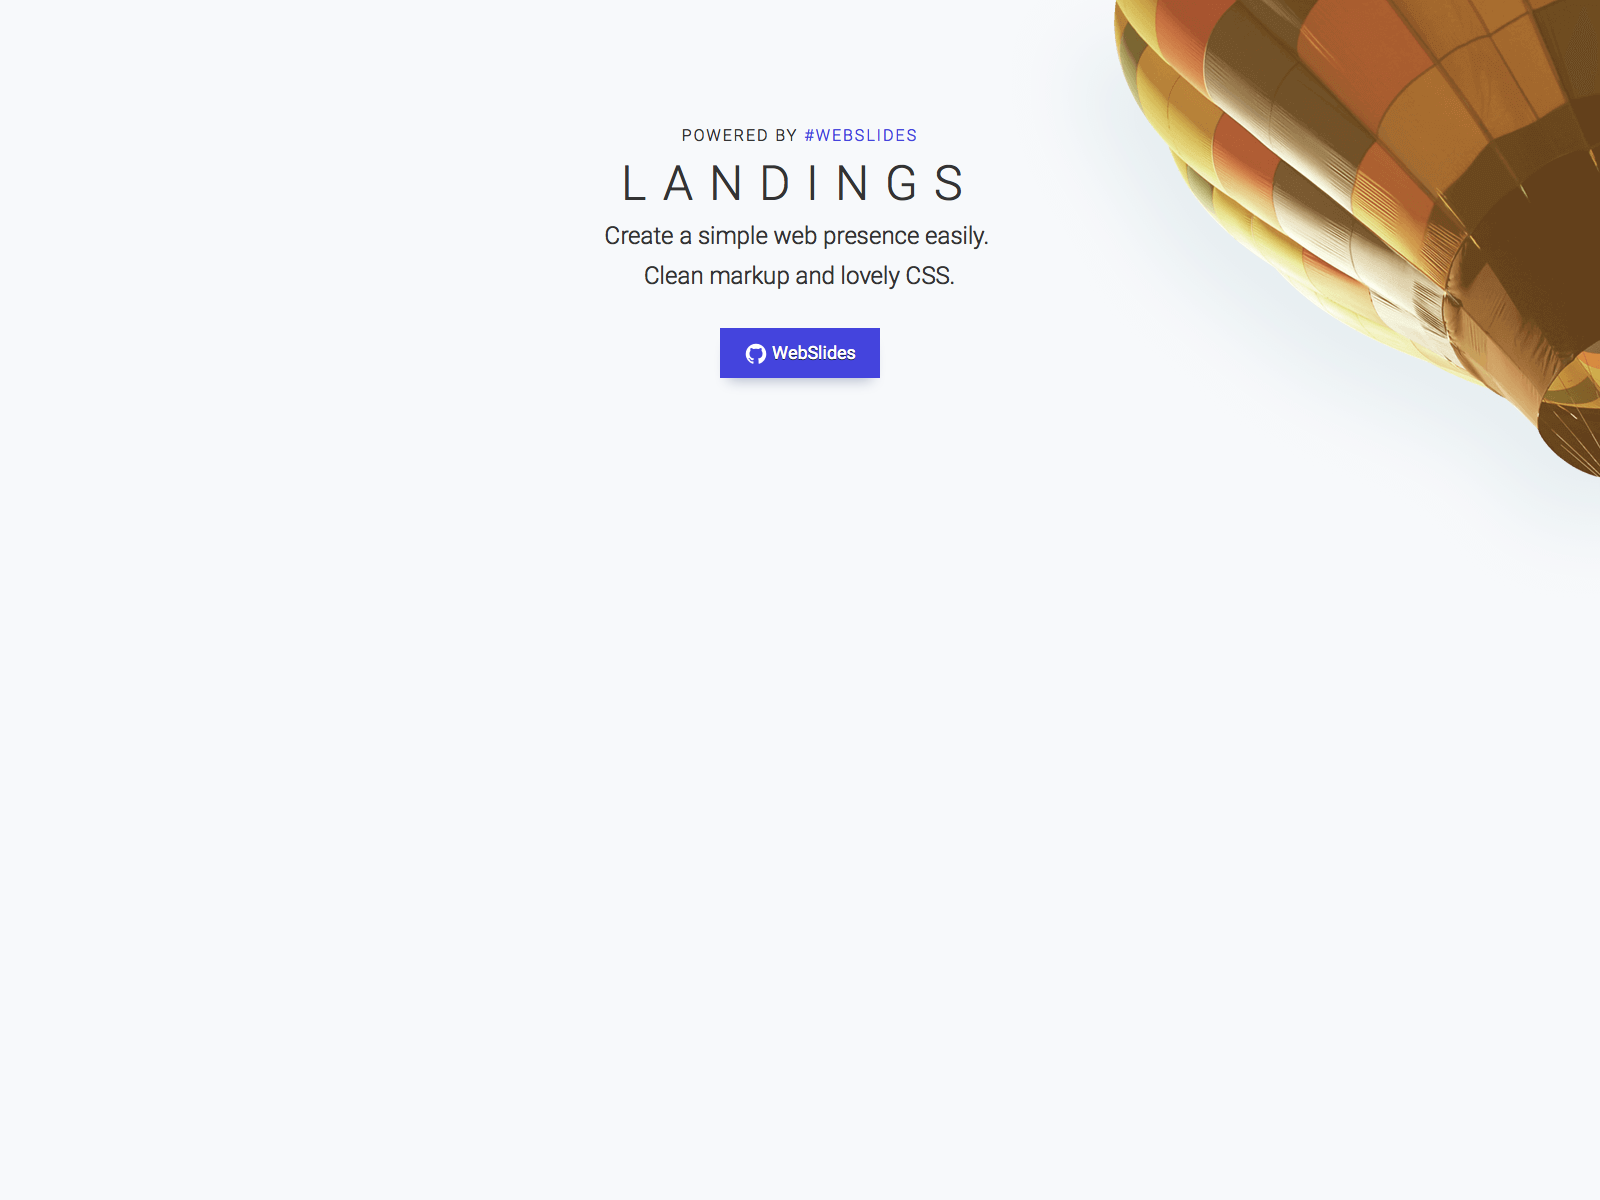 POWERED BY #WEBSLIDES
LANDINGS
Create a simple web presence easily.
Clean markup and lovely CSS.
WebSlides